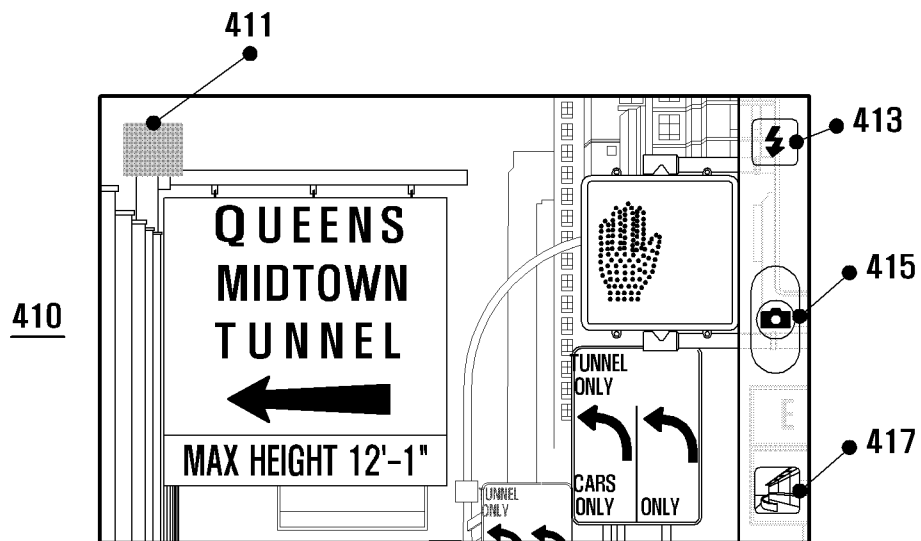 411
413
QUEENS
MIDTOWN
TUNNEL
415
410
TUNNEL
ONLY
MAX HEIGHT 12'-1"
CARS
ONLY
ONLY
E
417
TUNNEL
ONLY